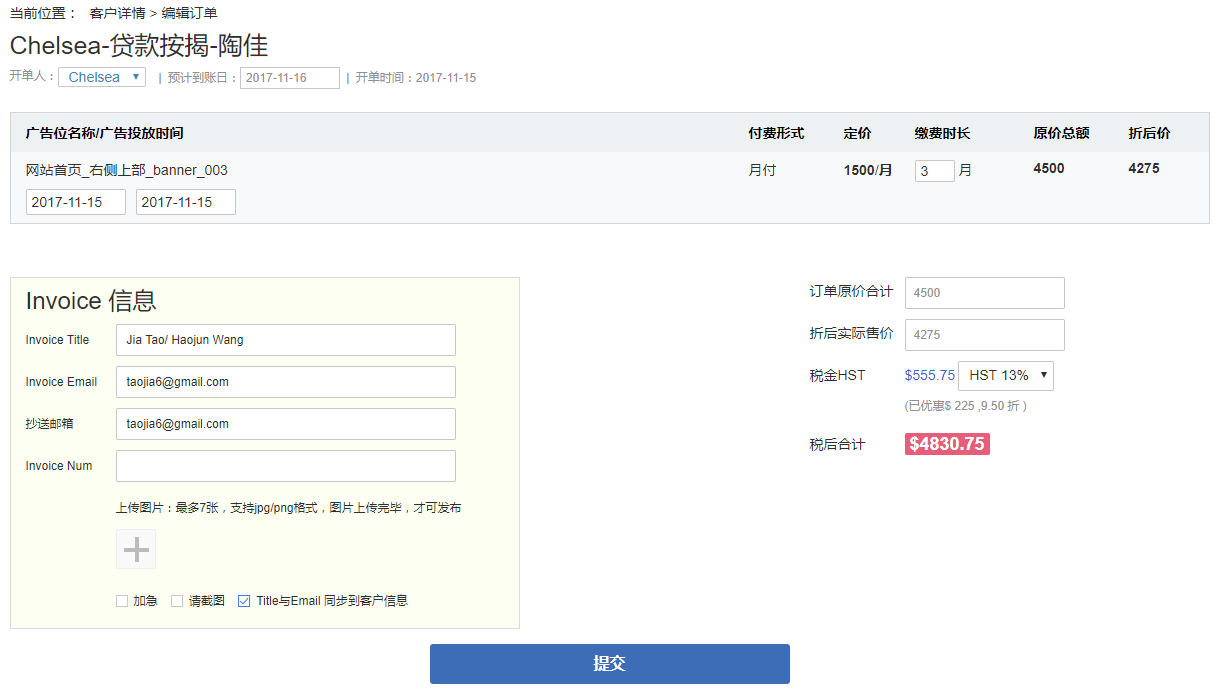 当前位置： 客户详情 > 编辑订单
Chelsea-贷款按揭-陶佳
开单人： Chelsea | 预计到账日： 2017-11-16 | 开单时间：2017-11-15
广告位名称/广告投放时间 付费形式 定价 缴费时长 原价总额 折后价
网站首页_右侧上部_banner_003 月付 1500/月 3 月 4500 4275
2017-11-15 2017-11-15
Invoice 信息
Invoice Title Jia Tao/ Haojun Wang
Invoice Email taojia6@gmail.com
抄送邮箱 taojia6@gmail.com
Invoice Num
上传图片：最多7张，支持jpg/png格式，图片上传完毕，才可发布
加急 请截图 Title与Email 同步到客户信息
订单原价合计 4500
折后实际售价 4275
税金HST $555.75 HST 13%
(已优惠$ 225 ,9.50 折 )
税后合计 $4830.75
提交